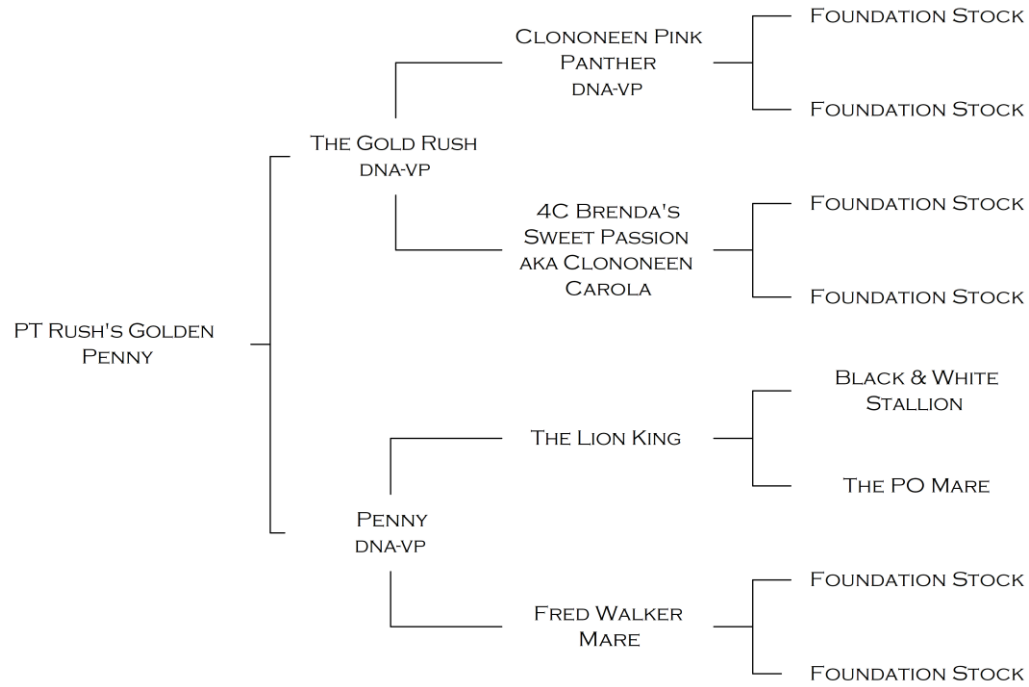 Foundation Stock
Clononeen Pink
Panther
DNA-VP
Foundation Stock
The Gold Rush
DNA-VP
Foundation Stock
4C Brenda's
Sweet Passion
aka Clononeen
Carola
Foundation Stock
PT Rush's Golden
Penny
Black & White
Stallion
The Lion King
The PO Mare
Penny
DNA-VP
Foundation Stock
Fred Walker
Mare
Foundation Stock